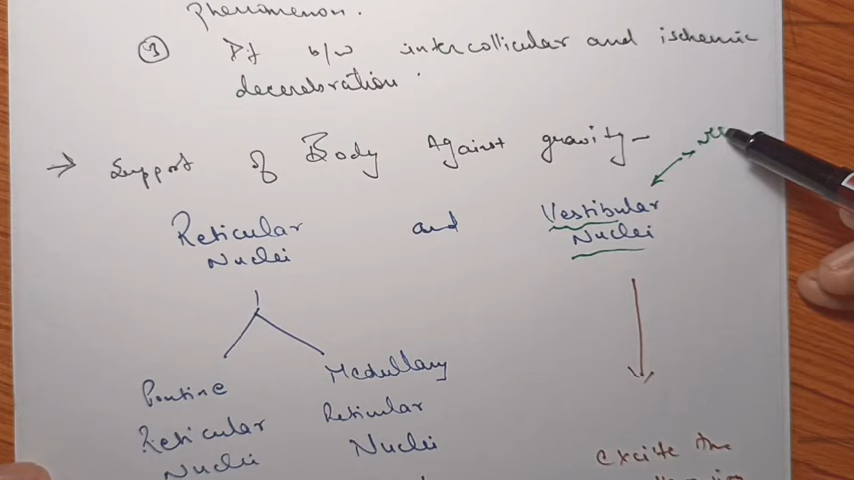 phenomenon.
① Df b/w intercollicular and ischemic
decerebration.
→ Support of Body Against gravity -
Reticular and Vestibular
Nuclei Nuclei
Pontine Medullary
Reticular Reticular
Nuclei Nuclei
excite the